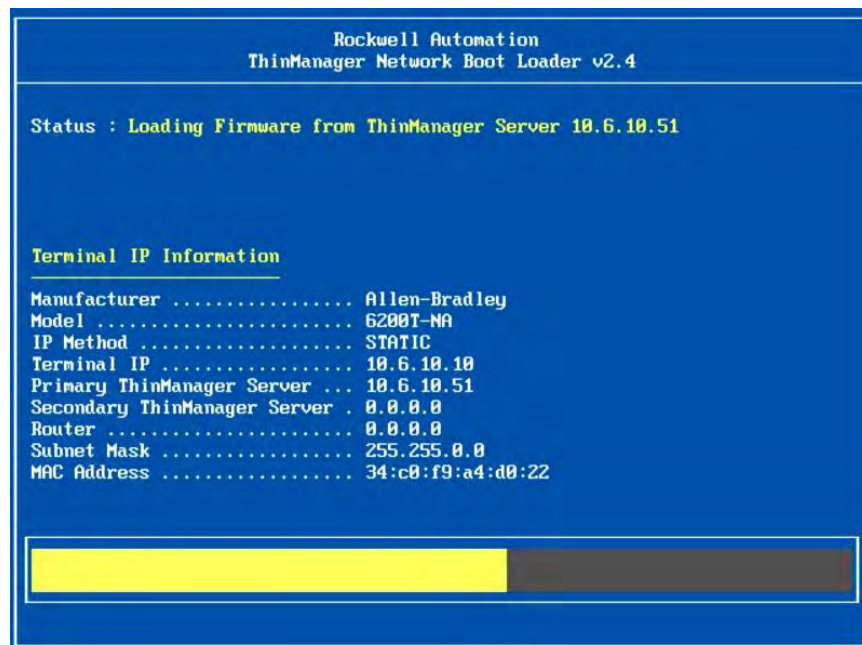 Rockwell Automation
ThinManager Network Boot Loader v2.4
Status : Loading Firmware from ThinManager Server 10.6.10.51
Terminal IP Information
Manufacturer ................. Allen-Bradley
Model ........................ 6200T-NA
IP Method .................... STATIC
Terminal IP .................. 10.6.10.10
Primary ThinManager Server ... 10.6.10.51
Secondary ThinManager Server . 0.0.0.0
Router ....................... 0.0.0.0
Subnet Mask .................. 255.255.0.0
MAC Address .................. 34:c0:f9:a4:d0:22